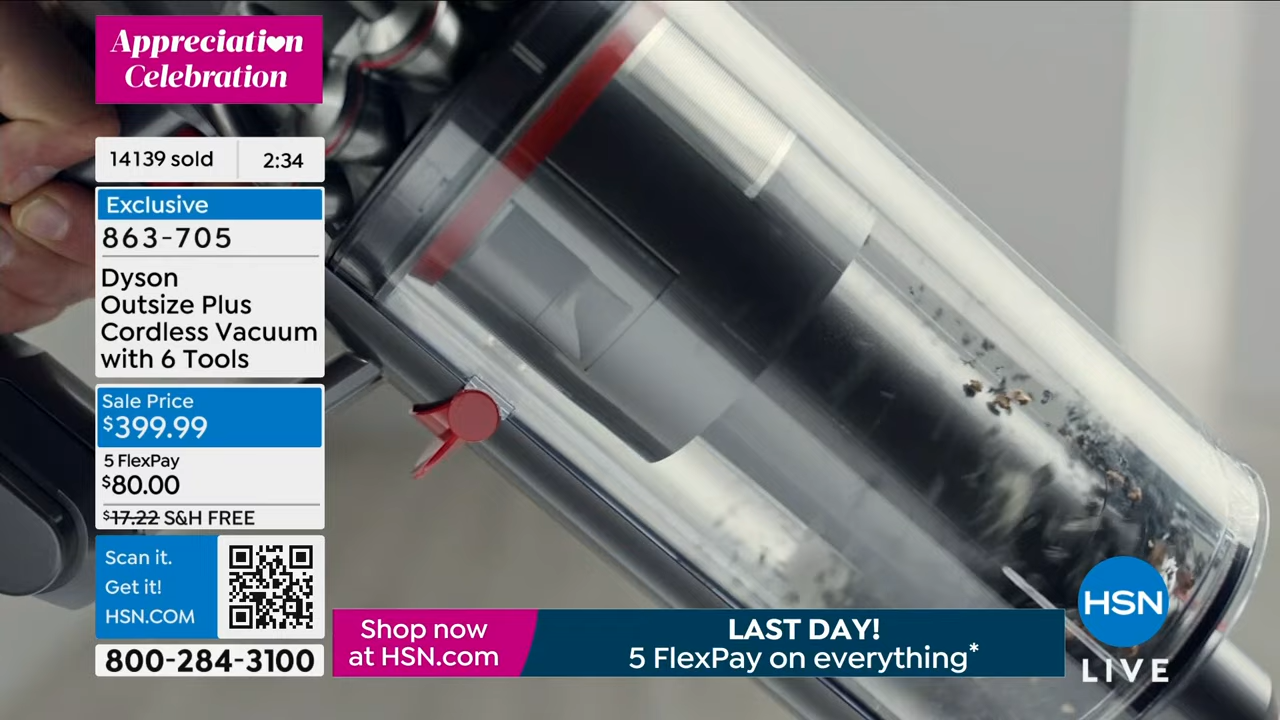 Appreciation
Celebration
14139 sold
2:34
Exclusive
863-705
Dyson
Outsize Plus
Cordless Vacuum
with 6 Tools
Sale Price
$399.99
5 FlexPay
$80.00
$17.22 S&H FREE
Scan it.
Get it!
HSN.COM
800-284-3100
Shop now
at HSN.com
LAST DAY!
5 FlexPay on everything*
HSN
LIVE